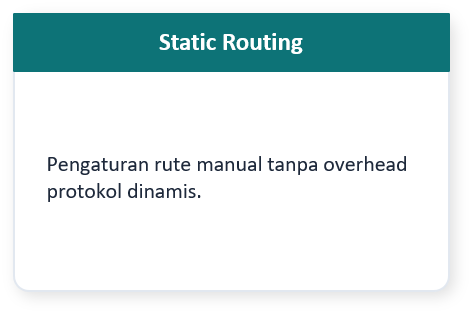 Static Routing
Pengaturan rute manual tanpa overhead
protokol dinamis.